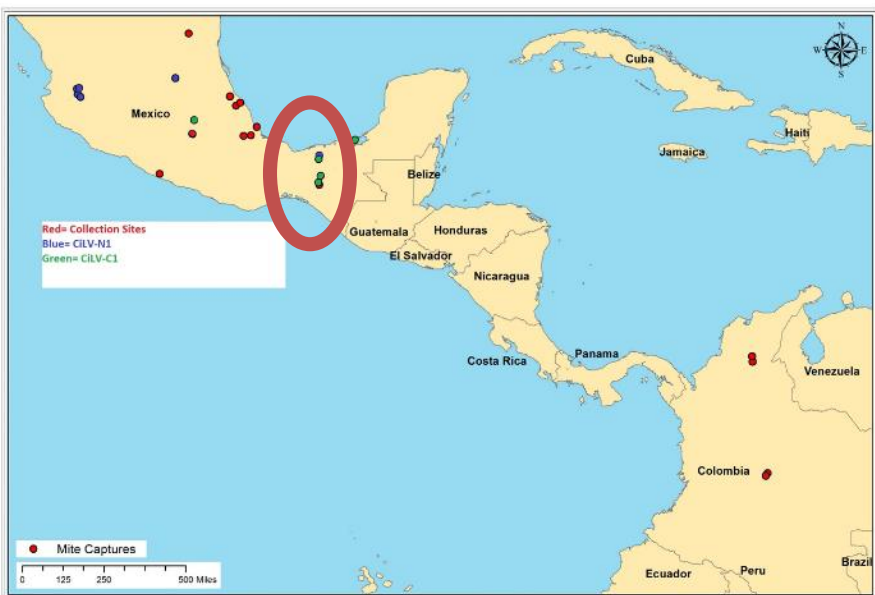 N
W E
S
Cuba
Mexico
Haiti
Jamaica
Belize
Red= Collection Sites
Blue= CiLV-N1
Green= CiLV-C1
Guatemala
Honduras
El Salvador
Nicaragua
Costa Rica
Panama
Venezuela
Colombia
Mite Captures
0 125 250 500 Miles
Ecuador
Peru
Brazil